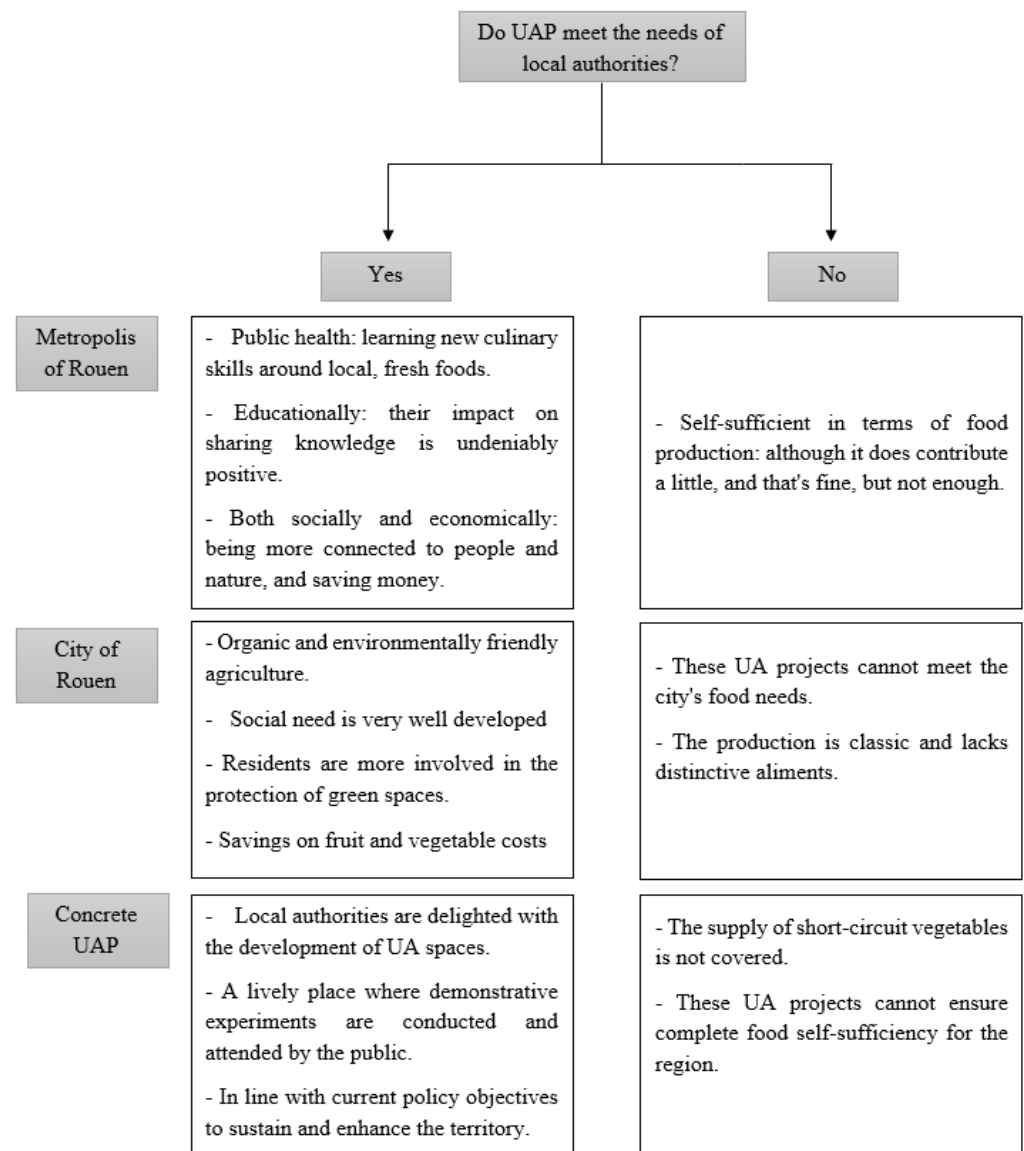 Do UAP meet the needs of
local authorities?
Yes
No
Metropolis
of Rouen
- Public health: learning new culinary
skills around local, fresh foods.
- Educationally: their impact on
sharing knowledge is undeniably
positive.
- Both socially and economically:
being more connected to people and
nature, and saving money.
- Self-sufficient in terms of food
production: although it does contribute
a little, and that's fine, but not enough.
City of
Rouen
- Organic and environmentally friendly
agriculture.
- Social need is very well developed
- Residents are more involved in the
protection of green spaces.
- Savings on fruit and vegetable costs
- These UA projects cannot meet the
city's food needs.
- The production is classic and lacks
distinctive aliments.
Concrete
UAP
- Local authorities are delighted with
the development of UA spaces.
- A lively place where demonstrative
experiments are conducted and
attended by the public.
- In line with current policy objectives
to sustain and enhance the territory.
- The supply of short-circuit vegetables
is not covered.
- These UA projects cannot ensure
complete food self-sufficiency for the
region.